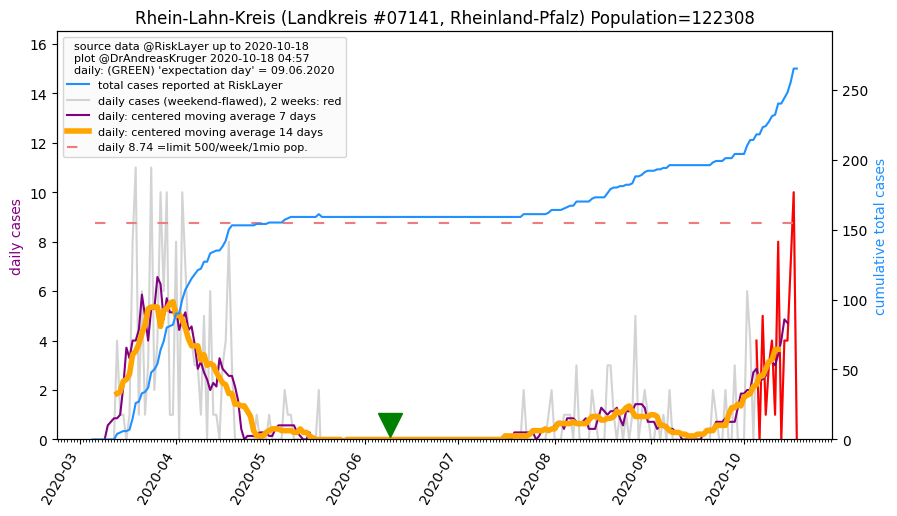 Rhein-Lahn-Kreis (Landkreis #07141, Rheinland-Pfalz) Population=122308
source data @RiskLayer up to 2020-10-18
plot @DrAndreasKruger 2020-10-18 04:57
daily: (GREEN) 'expectation day' = 09.06.2020
total cases reported at RiskLayer
daily cases (weekend-flawed), 2 weeks: red
daily: centered moving average 7 days
daily: centered moving average 14 days
daily 8.74 =limit 500/week/1mio pop.
daily cases
16
14
12
10
8
6
4
2
0
cumulative total cases
250
200
150
100
50
0
2020-03
2020-04
2020-05
2020-06
2020-07
2020-08
2020-09
2020-10